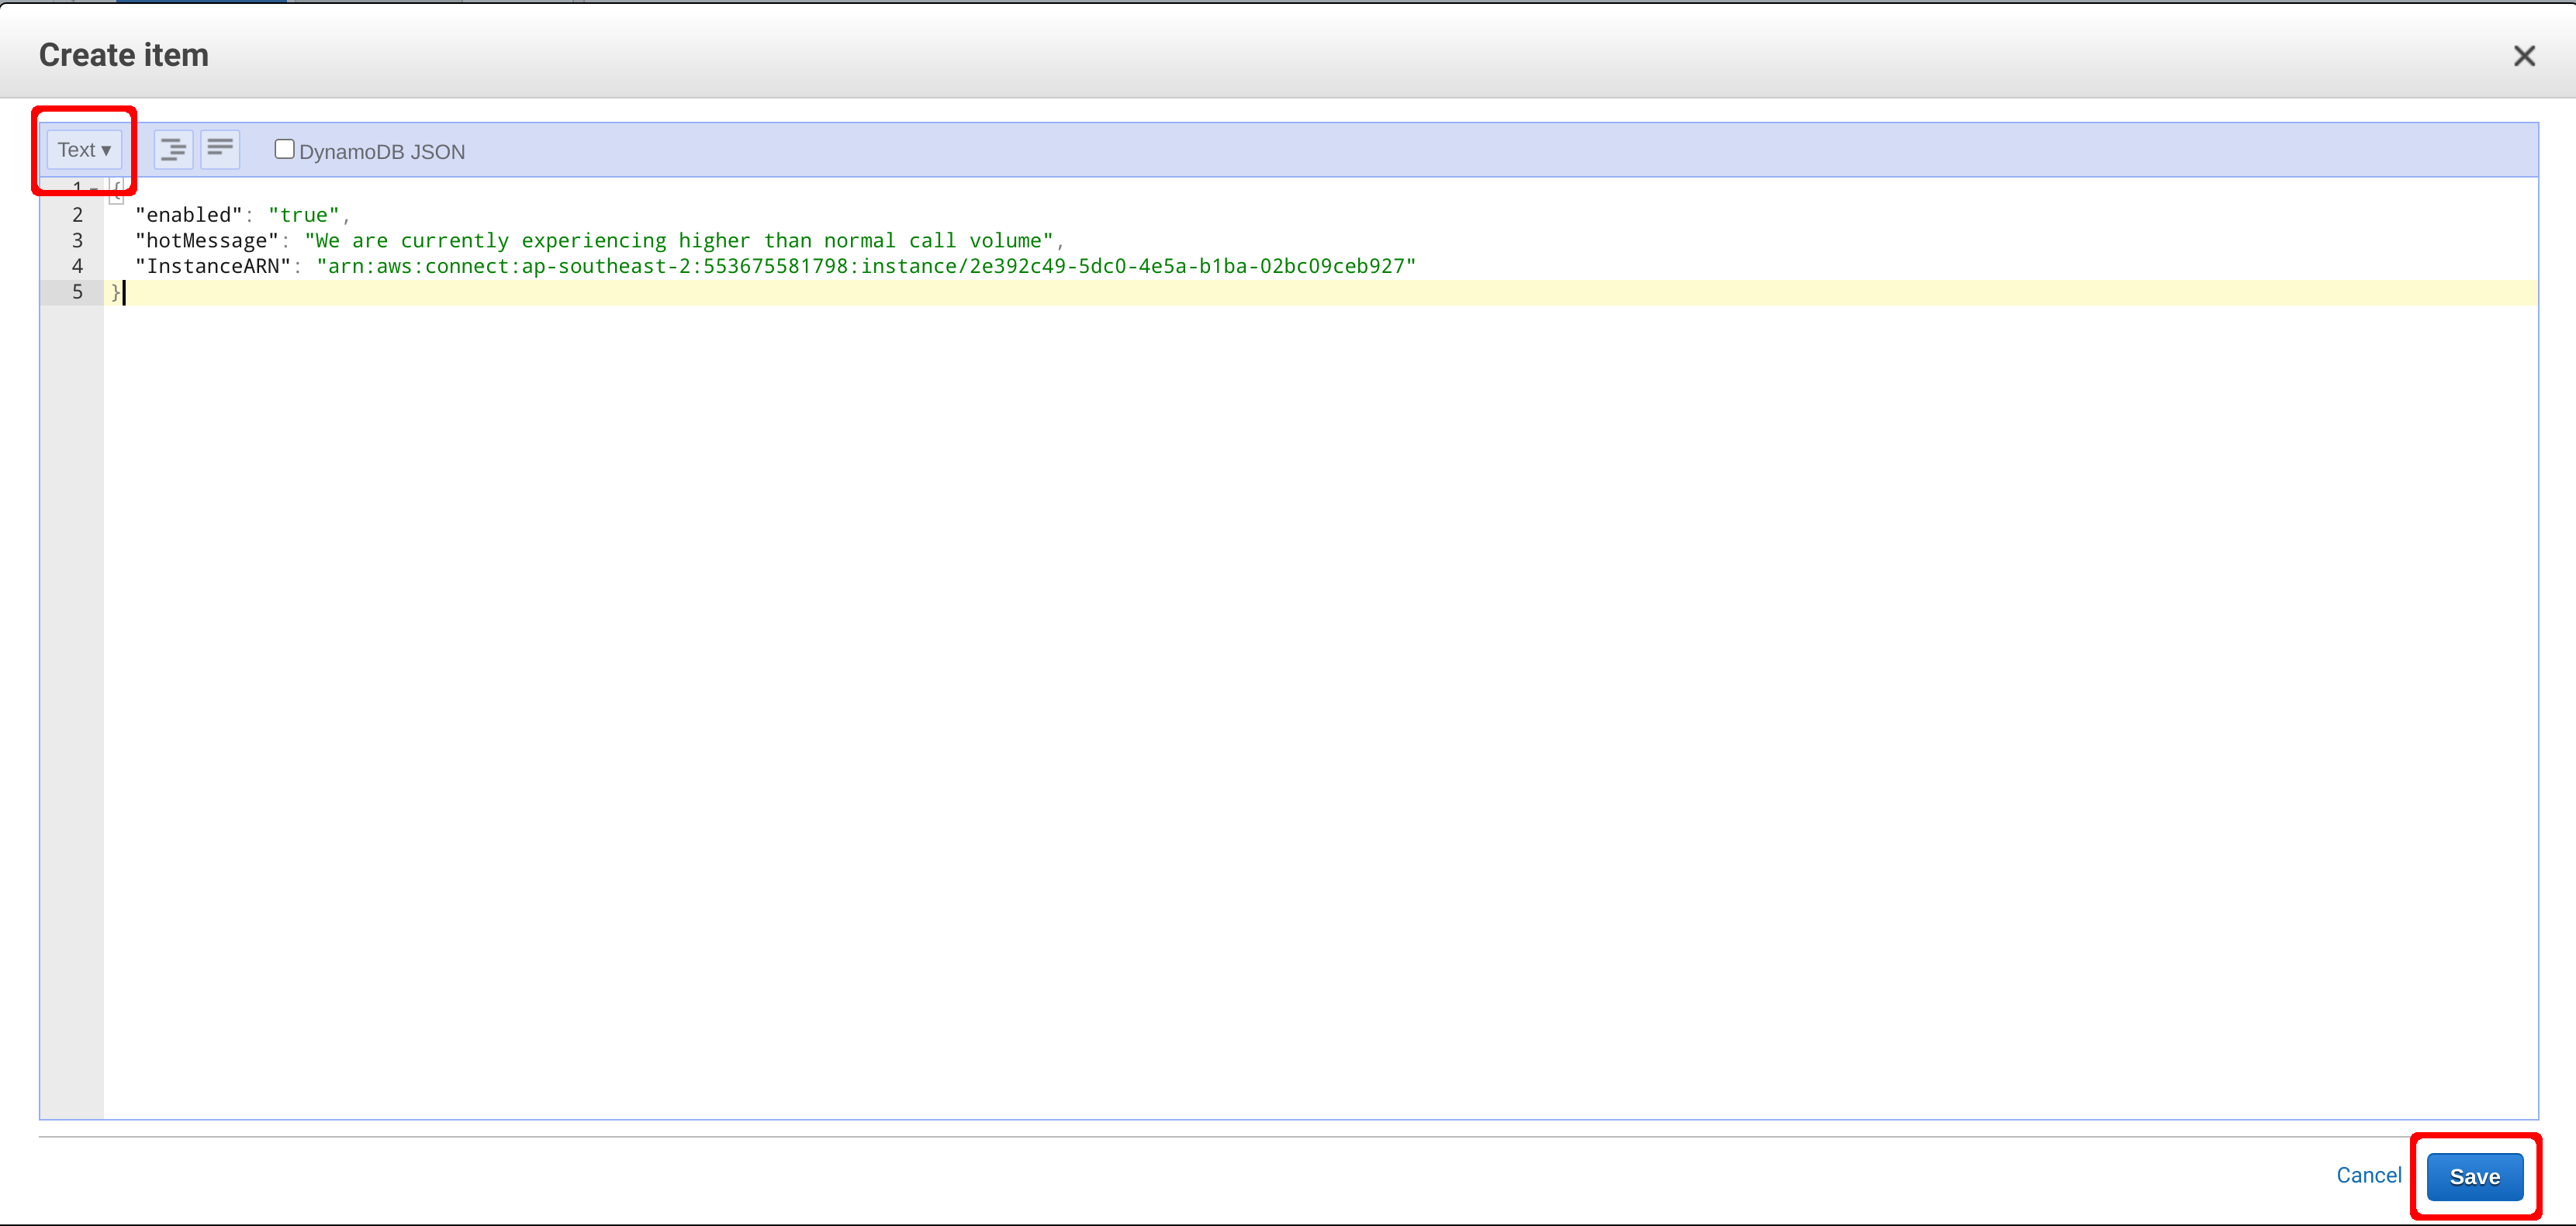 Create item
Text ▾
DynamoDB JSON
1 {
2 "enabled": "true",
3 "hotMessage": "We are currently experiencing higher than normal call volume",
4 "InstanceARN": "arn:aws:connect:ap-southeast-2:553675581798:instance/2e392c49-5dc0-4e5a-b1ba-02bc09ceb927"
5 }
Cancel Save